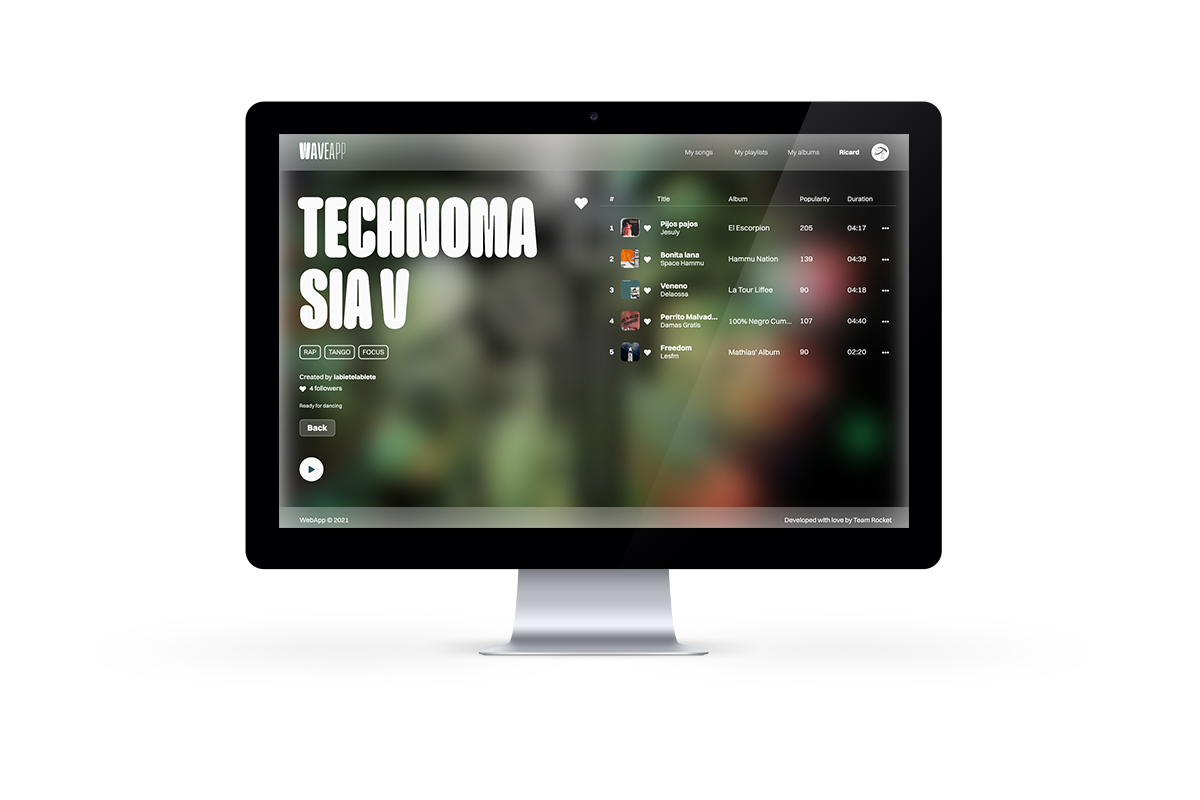 WAVEAPP
My songs My playlists My albums Ricard
TECHNOMA
SIA V
RAP TANGO FOCUS
Created by labietelabiete
4 followers
Ready for dancing
Back
# Title Album Popularity Duration
1 Pijos pajos El Escorpion 205 04:17
Jesuly
2 Bonita lana Hammu Nation 139 04:39
Space Hammu
3 Veneno La Tour Liffee 90 04:18
Delaossa
4 Perrito Malvad... 100% Negro Cum... 107 04:40
Damas Gratis
5 Freedom Mathias' Album 90 02:20
Lesfm
WebApp © 2021
Developed with love by Team Rocket